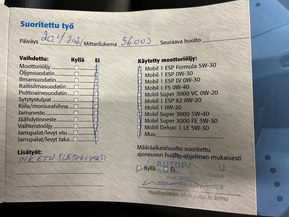 Suoritettu työ
Päiväys 20.4.2021 Mittarilukema 56003 Seuraava huolto
Vaihdettu: Kyllä Ei
Moottoriöljy
Öljynsuodatin
Ilmansuodatin
Raitisilmasuodatin
Polttoainesuodatin
Sytytystulpat
Kiila/moniurahihna
Jarruneste
Jäähdytinneste
Vaihteistoöljy
Jarrupalat/levyt etu
Jarrupalat/levyt taka
Lisätyöt:
Käytetty moottoriöljy:
Mobil 1 ESP Formula 5W-30
Mobil 1 ESP 0W-30
Mobil 1 ESP LV 0W-30
Mobil 1 FS 0W-40
Mobil Super 3000 VC 0W-20
Mobil 1 ESP X2 0W-20
Mobil 1 0W-20
Mobil Super 3000 5W-40
Mobil Super 3000 FE 5W-30
Mobil Delvac 1 LE 5W-30
Muu
Määräaikaishuolto suoritettu
ajoneuvon huolto-ohjelman mukaisesti
Kyllä Ei